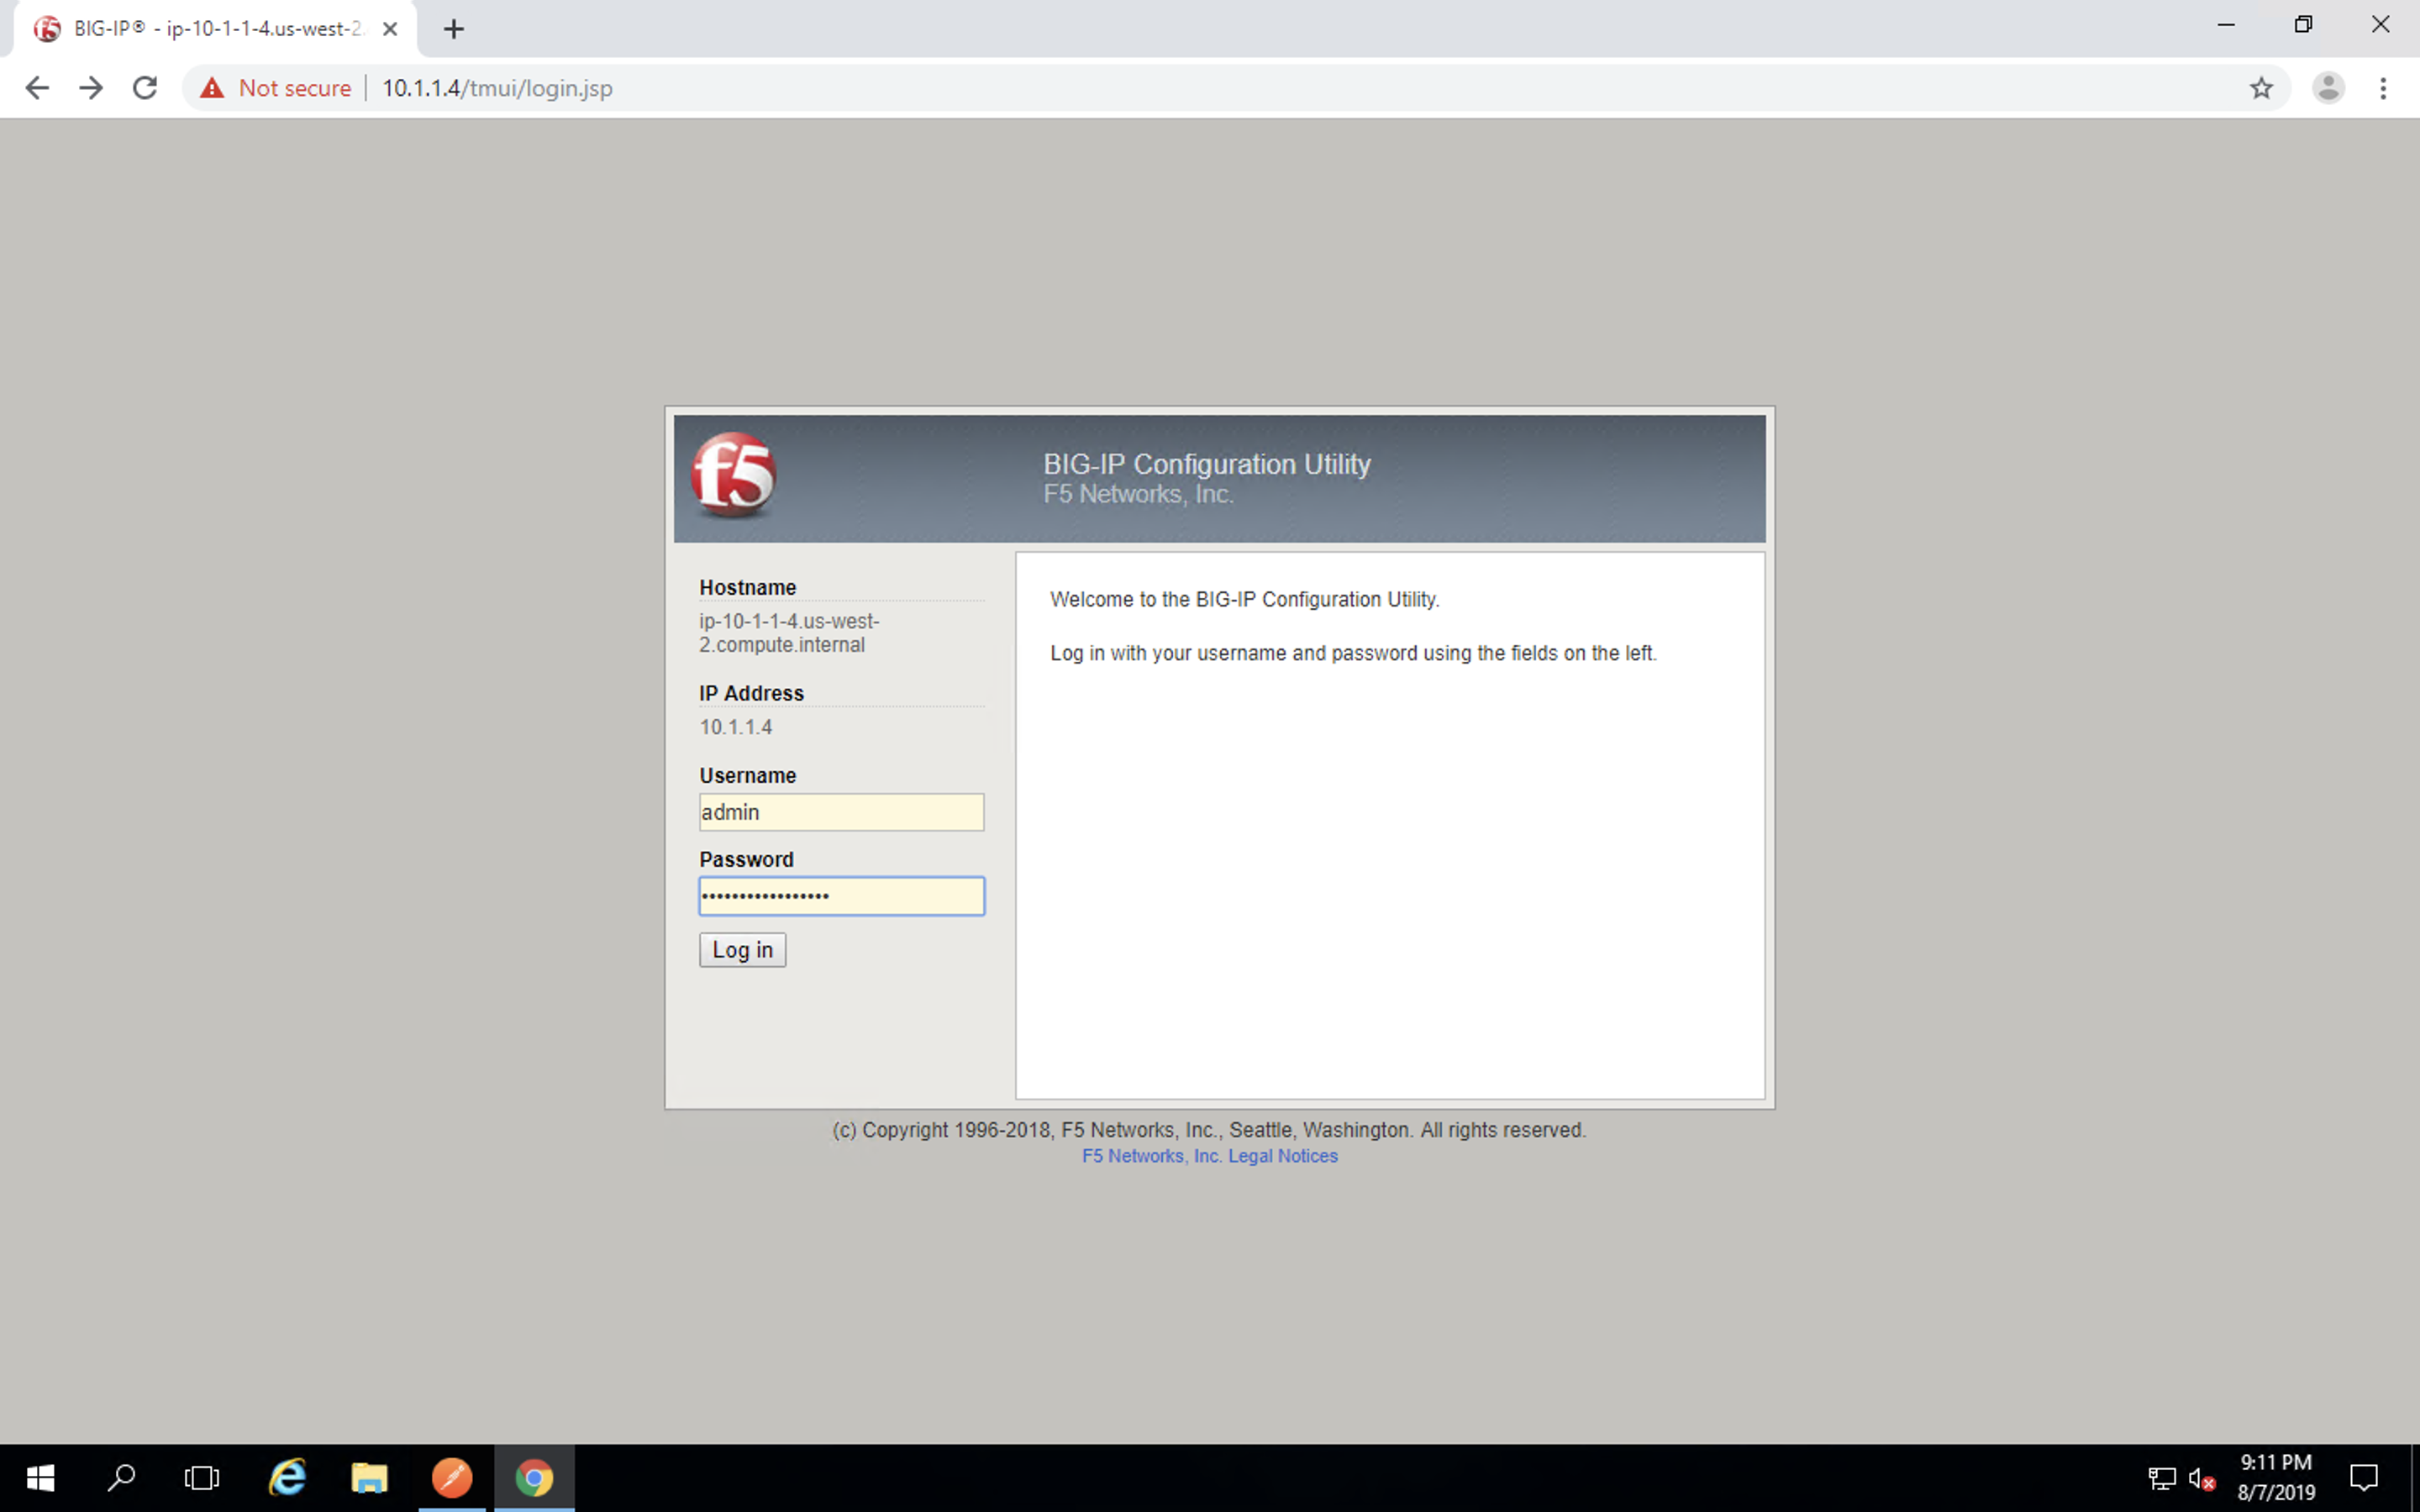 BIG-IP® - ip-10-1-1-4.us-west-2.
Not secure | 10.1.1.4/tmui/login.jsp
f5
BIG-IP Configuration Utility
F5 Networks, Inc.
Hostname
ip-10-1-1-4.us-west-
2.compute.internal
IP Address
10.1.1.4
Username
admin
Password
•••••••••••••••••
Log in
Welcome to the BIG-IP Configuration Utility.
Log in with your username and password using the fields on the left.
(c) Copyright 1996-2018, F5 Networks, Inc., Seattle, Washington. All rights reserved.
F5 Networks, Inc. Legal Notices
9:11 PM
8/7/2019